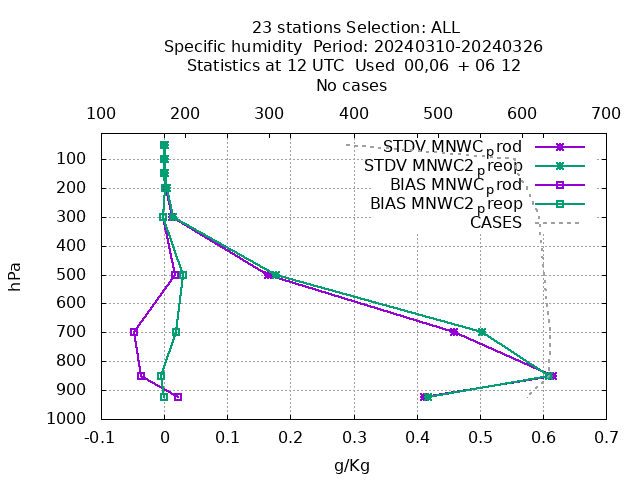 23 stations Selection: ALL
Specific humidity  Period: 20240310-20240326
Statistics at 12 UTC  Used  00,06  + 06 12
No cases
100 200 300 400 500 600 700
STDV MNWC_prod
STDV MNWC2_preop
BIAS MNWC_prod
BIAS MNWC2_preop
CASES
hPa
100
200
300
400
500
600
700
800
900
1000
-0.1 0 0.1 0.2 0.3 0.4 0.5 0.6 0.7
g/Kg